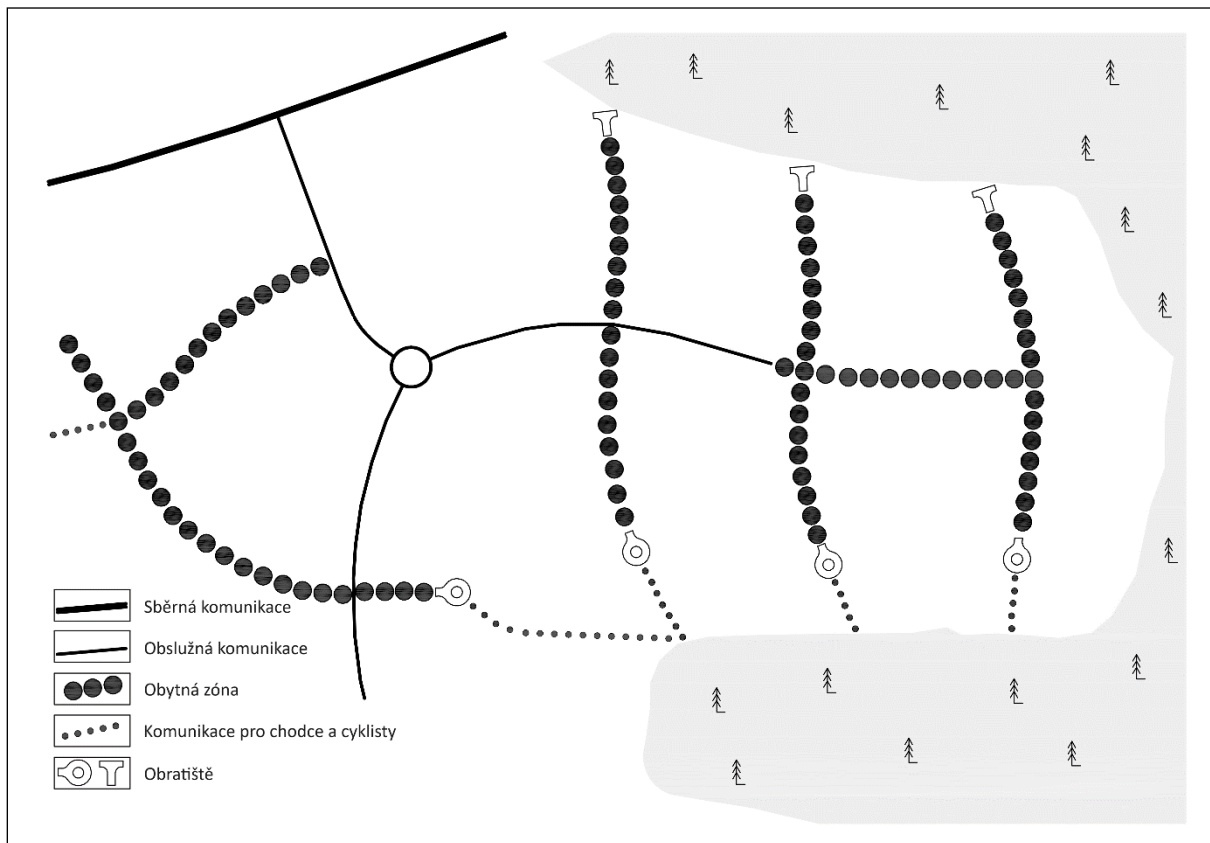 Sběrná komunikace
Obslužná komunikace
Obytná zóna
Komunikace pro chodce a cyklisty
Obratiště